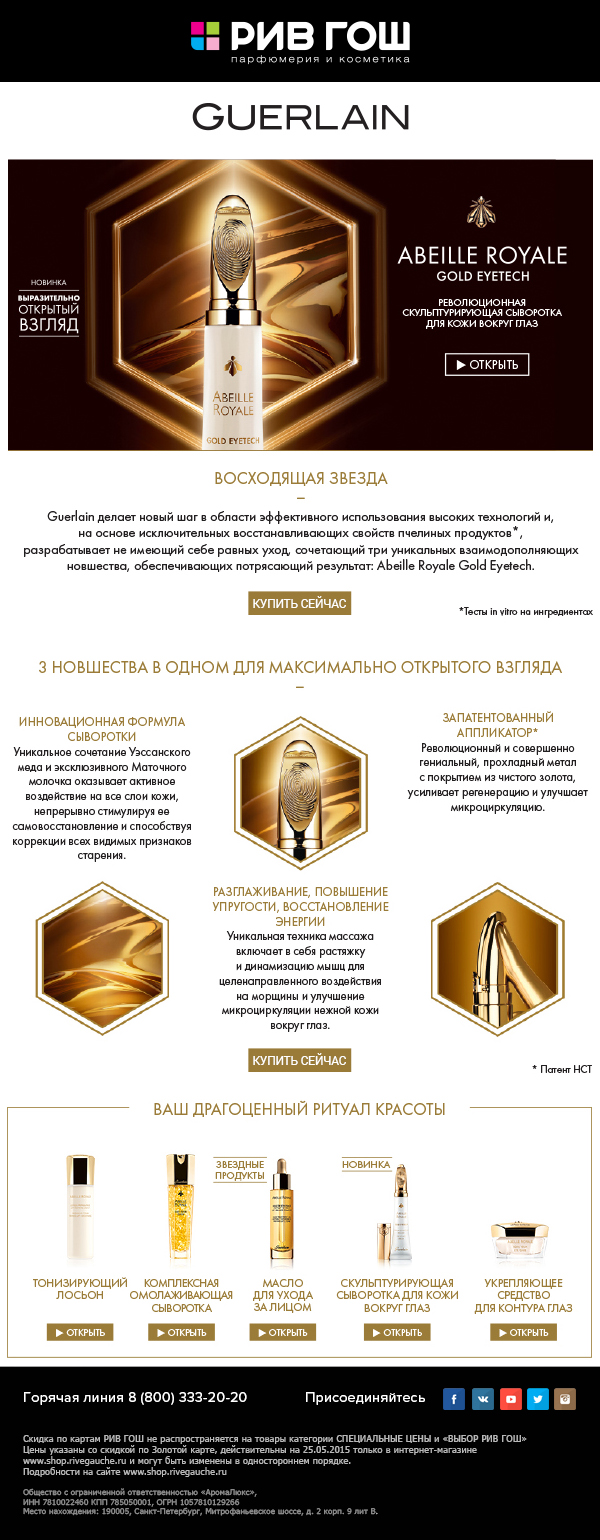 РИВ ГОШ
парфюмерия и косметика
GUERLAIN
НОВИНКА
ВЫРАЗИТЕЛЬНО
ОТКРЫТЫЙ
ВЗГЛЯД
ABEILLE
ROYALE
GOLD EYETECH
ABEILLE ROYALE
GOLD EYETECH
РЕВОЛЮЦИОННАЯ
СКУЛЬПТУРИРУЮЩАЯ СЫВОРОТКА
ДЛЯ КОЖИ ВОКРУГ ГЛАЗ
ОТКРЫТЬ
ВОСХОДЯЩАЯ ЗВЕЗДА
Guerlain делает новый шаг в области эффективного использования высоких технологий и,
на основе исключительных восстанавливающих свойств пчелиных продуктов*,
разрабатывает не имеющий себе равных уход, сочетающий три уникальных взаимодополняющих
новшества, обеспечивающих потрясающий результат: Abeille Royale Gold Eyetech.
КУПИТЬ СЕЙЧАС
*Тесты in vitro на ингредиентах
3 НОВШЕСТВА В ОДНОМ ДЛЯ МАКСИМАЛЬНО ОТКРЫТОГО ВЗГЛЯДА
ИННОВАЦИОННАЯ ФОРМУЛА
СЫВОРОТКИ
Уникальное сочетание Уэссанского
меда и эксклюзивного Маточного
молочка оказывает активное
воздействие на все слои кожи,
непрерывно стимулируя ее
самовосстановление и способствуя
коррекции всех видимых признаков
старения.
ЗАПАТЕНТОВАННЫЙ
АППЛИКАТОР*
Революционный и совершенно
гениальный, прохладный метал
с покрытием из чистого золота,
усиливает регенерацию и улучшает
микроциркуляцию.
РАЗГЛАЖИВАНИЕ, ПОВЫШЕНИЕ
УПРУГОСТИ, ВОССТАНОВЛЕНИЕ
ЭНЕРГИИ
Уникальная техника массажа
включает в себя растяжку
и динамизацию мышц для
целенаправленного воздействия
на морщины и улучшение
микроциркуляции нежной кожи
вокруг глаз.
КУПИТЬ СЕЙЧАС
* Патент НСТ
ВАШ ДРАГОЦЕННЫЙ РИТУАЛ КРАСОТЫ
ЗВЕЗДНЫЕ
ПРОДУКТЫ
НОВИНКА
ТОНИЗИРУЮЩИЙ
ЛОСЬОН
ОТКРЫТЬ
КОМПЛЕКСНАЯ
ОМОЛАЖИВАЮЩАЯ
СЫВОРОТКА
ОТКРЫТЬ
МАСЛО
ДЛЯ УХОДА
ЗА ЛИЦОМ
ОТКРЫТЬ
СКУЛЬПТУРИРУЮЩАЯ
СЫВОРОТКА ДЛЯ КОЖИ
ВОКРУГ ГЛАЗ
ОТКРЫТЬ
УКРЕПЛЯЮЩЕЕ
СРЕДСТВО
ДЛЯ КОНТУРА ГЛАЗ
ОТКРЫТЬ
Горячая линия 8 (800) 333-20-20
Присоединяйтесь
Скидка по картам РИВ ГОШ не распространяется на товары категории СПЕЦИАЛЬНЫЕ ЦЕНЫ и «ВЫБОР РИВ ГОШ»
Цены указаны со скидкой по Золотой карте, действительны на 25.05.2015 только в интернет-магазине
www.shop.rivegauche.ru и могут быть изменены в одностороннем порядке.
Подробности на сайте www.shop.rivegauche.ru
Общество с ограниченной ответственностью «АромаЛюкс»,
ИНН 7810022460 КПП 785050001, ОГРН 1057810129266
Место нахождения: 190005, Санкт-Петербург, Митрофаньевское шоссе, д. 2 корп. 9 лит В.